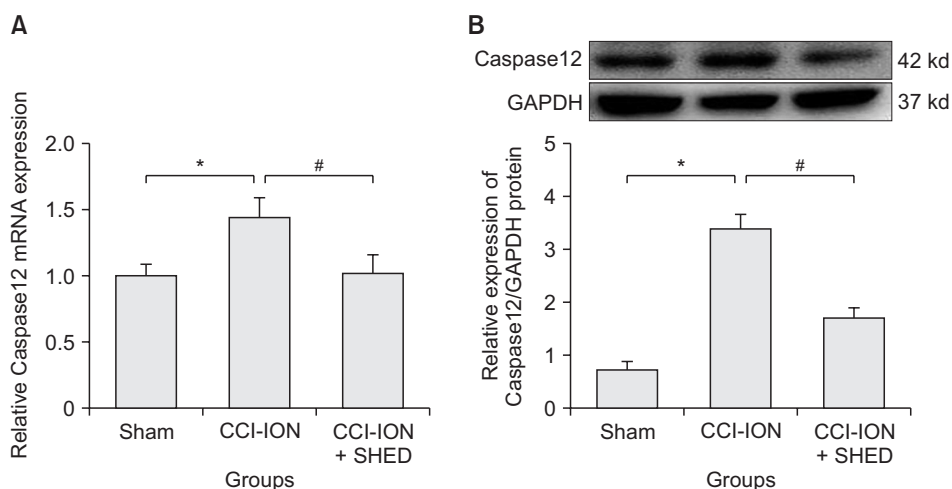 A
Relative Caspase12 mRNA expression
2.0
1.5
1.0
0.5
0
*
#
Sham
CCI-ION
CCI-ION
+ SHED
Groups
B
Caspase12
42 kd
GAPDH
37 kd
Relative expression of
Caspase12/GAPDH protein
5
4
3
2
1
0
*
#
Sham
CCI-ION
CCI-ION
+ SHED
Groups